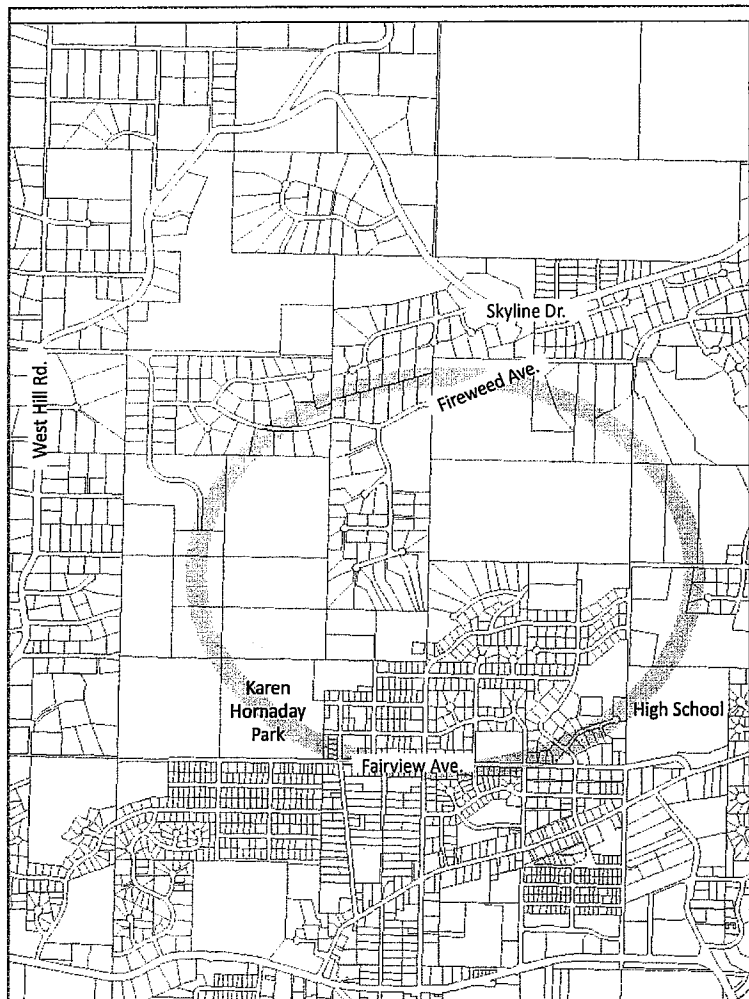 Skyline Dr.
Fireweed Ave.
West Hill Rd.
Karen
Hornaday
Park
High School
Fairview Ave.